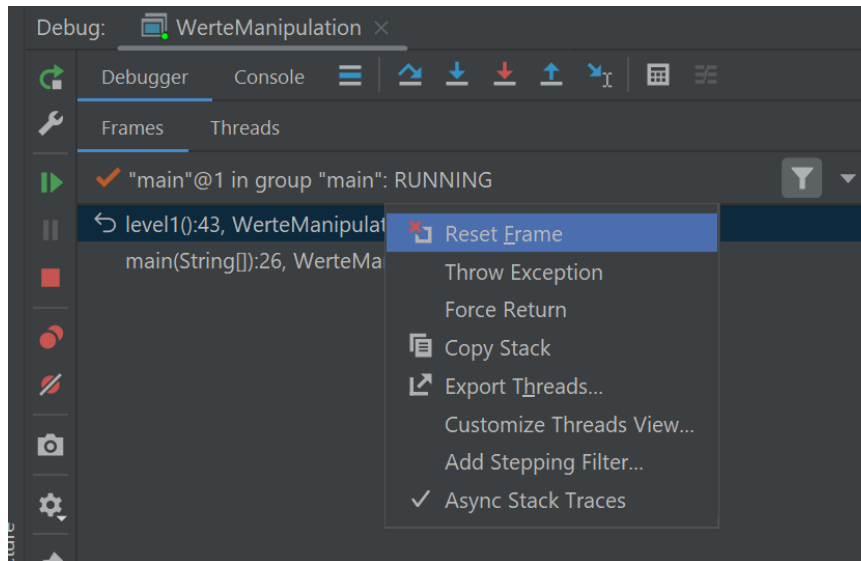 Debug: WerteManipulation
Debugger Console
Frames Threads
"main"@1 in group "main": RUNNING
level1():43, WerteManipulat
main(String[]):26, WerteMa
Reset Frame
Throw Exception
Force Return
Copy Stack
Export Threads...
Customize Threads View...
Add Stepping Filter...
Async Stack Traces